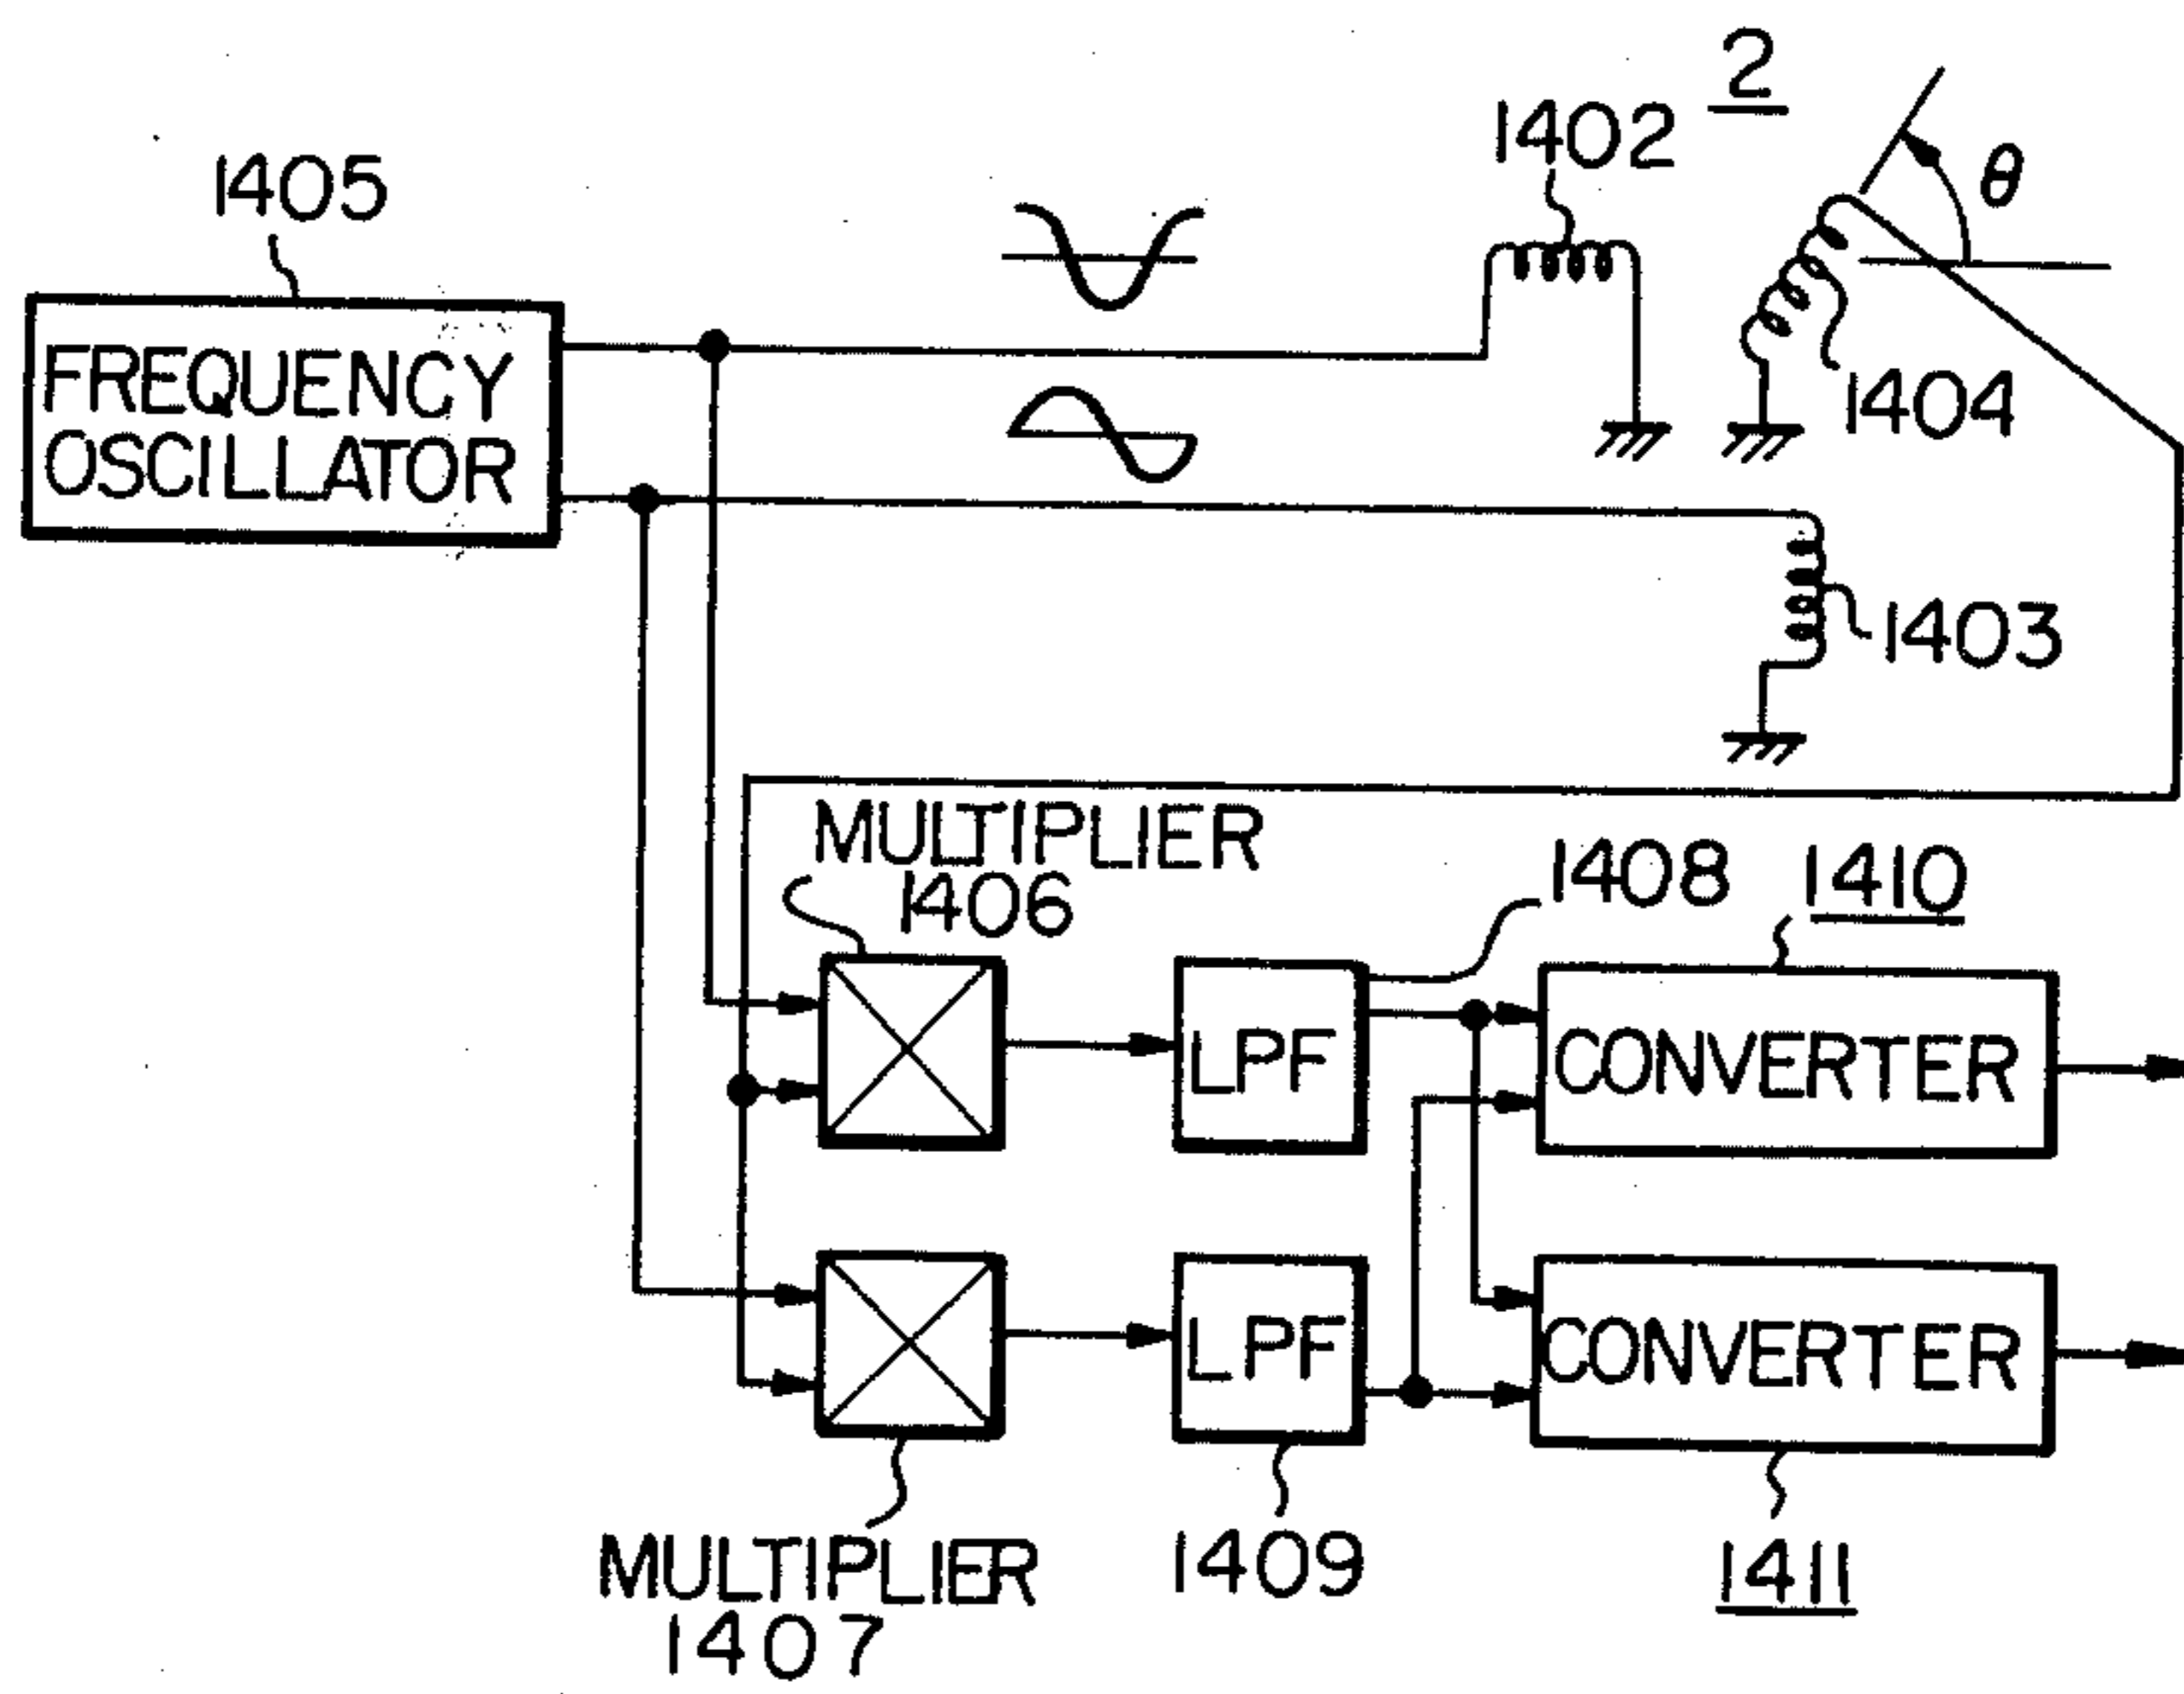 2
1402
θ
1405
FREQUENCY
OSCILLATOR
1404
1403
MULTIPLIER
1406
1408
1410
LPF
CONVERTER
LPF
CONVERTER
MULTIPLIER
1407
1409
1411